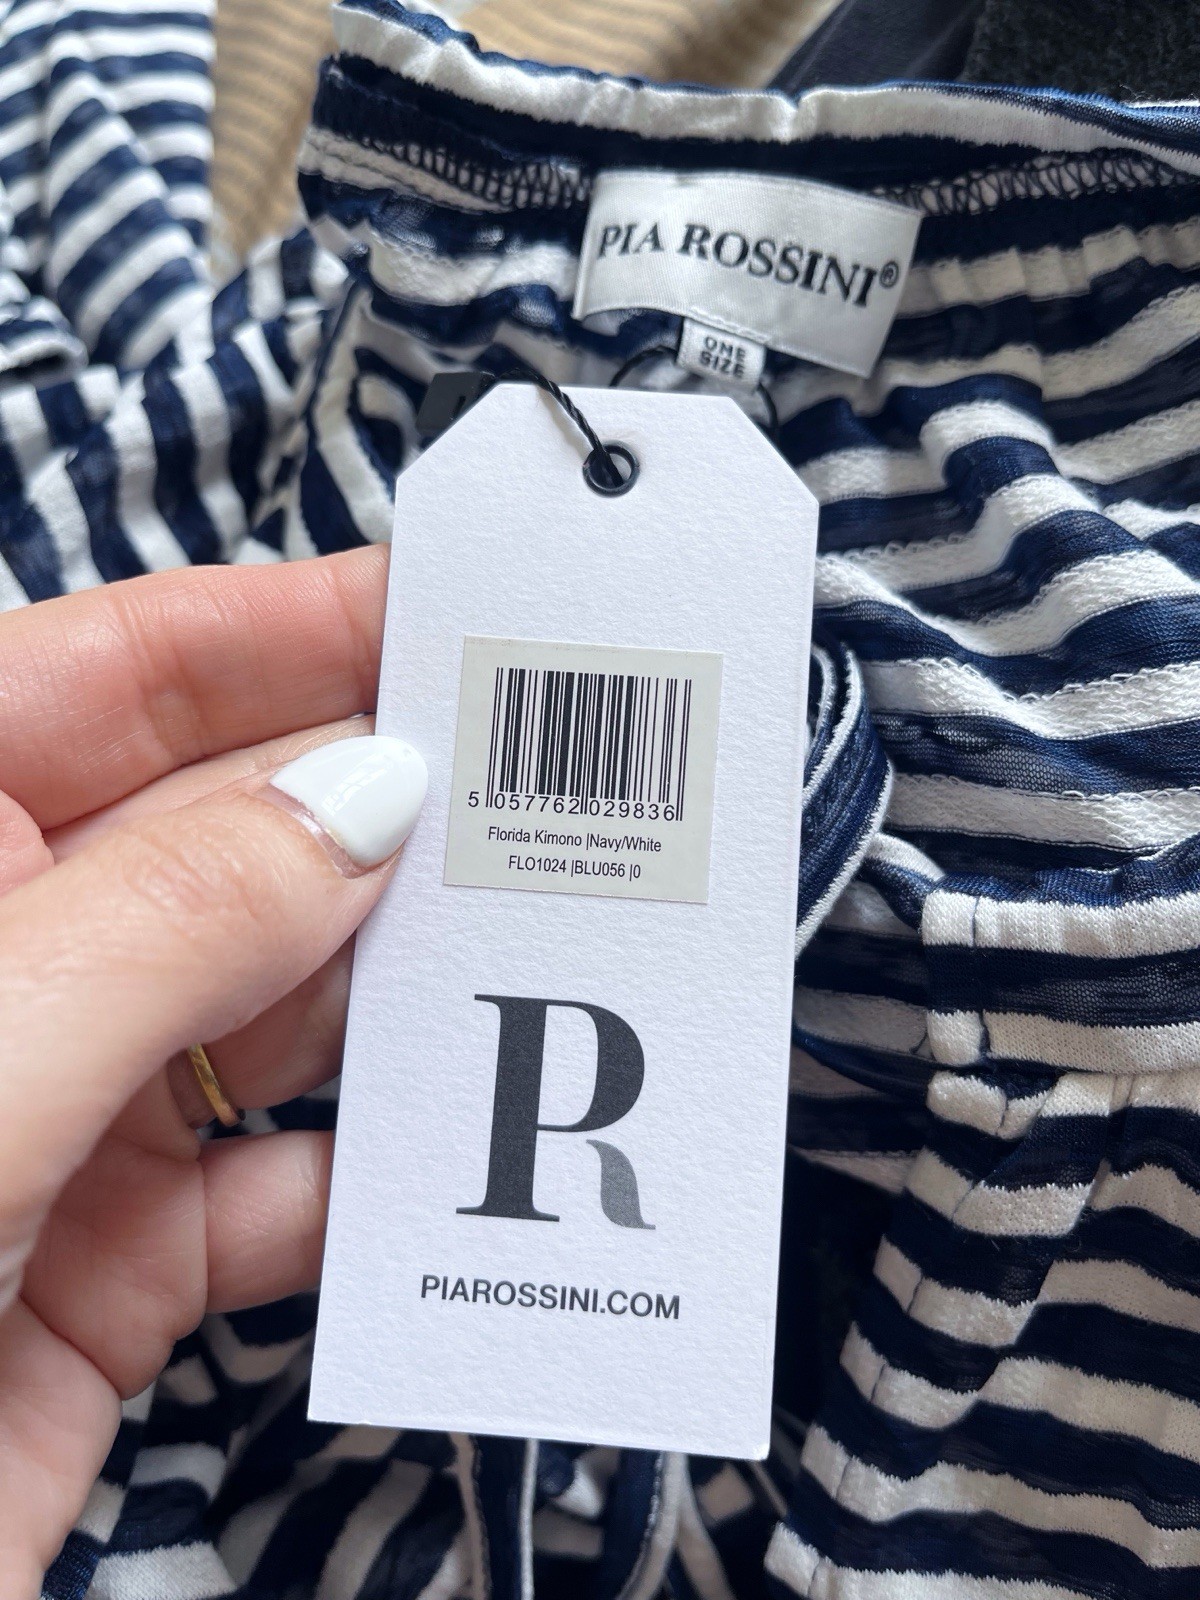 PIA ROSSINI®
ONE
SIZE
5 057762 029836
Florida Kimono |Navy/White
FLO1024 |BLU056 |0
PR
PIAROSSINI.COM